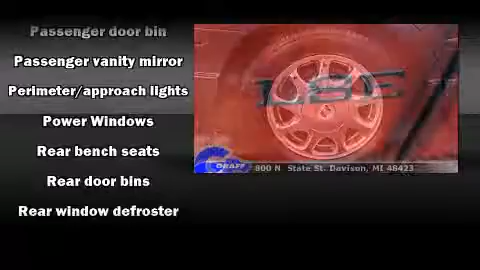 Passenger door bin
Passenger vanity mirror
Perimeter/approach lights
Power Windows
Rear bench seats
Rear door bins
Rear window defroster
LSE
GRAFF
800 N State St. Davison, MI 48423